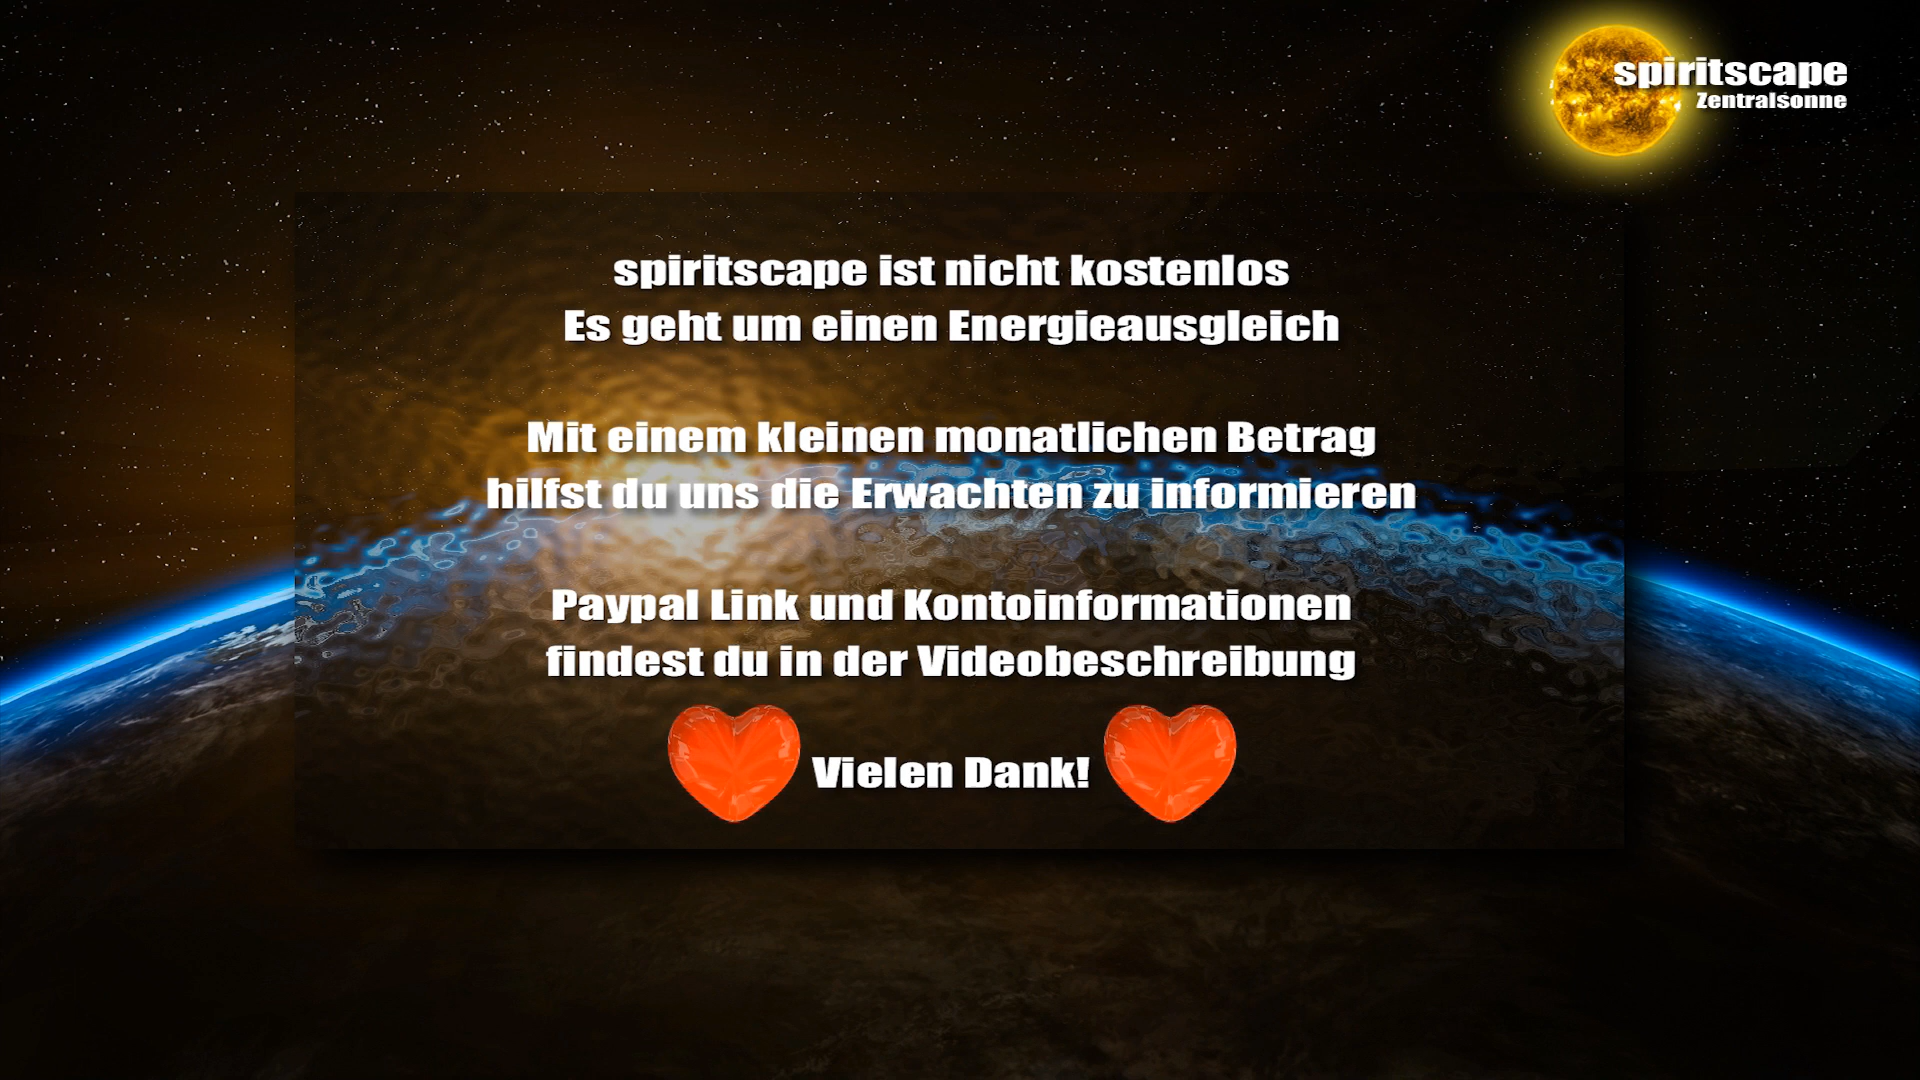 spiritscape
Zentralsonne
spiritscape ist nicht kostenlos
Es geht um einen Energieausgleich
Mit einem kleinen monatlichen Betrag
hilfst du uns die Erwachten zu informieren
Paypal Link und Kontoinformationen
findest du in der Videobeschreibung
Vielen Dank!